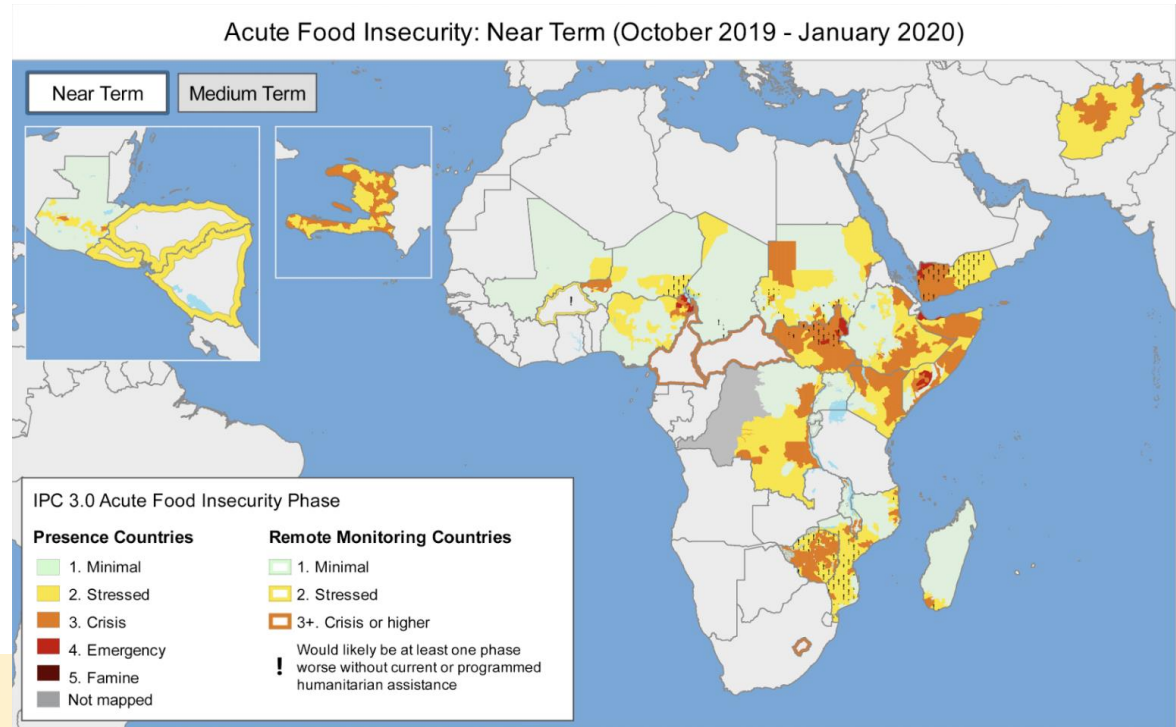 Acute Food Insecurity: Near Term (October 2019 - January 2020)
Near Term
Medium Term
!
IPC 3.0 Acute Food Insecurity Phase
Presence Countries
1. Minimal
2. Stressed
3. Crisis
4. Emergency
5. Famine
Not mapped
Remote Monitoring Countries
1. Minimal
2. Stressed
3+. Crisis or higher
! Would likely be at least one phase
worse without current or programmed
humanitarian assistance